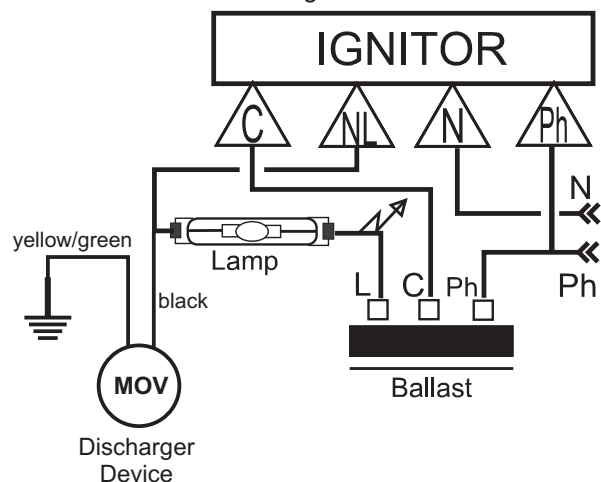 IGNITOR
C NL N Ph
N
yellow/green
Lamp
L C Ph Ph
black
MOV
Ballast
Discharger
Device